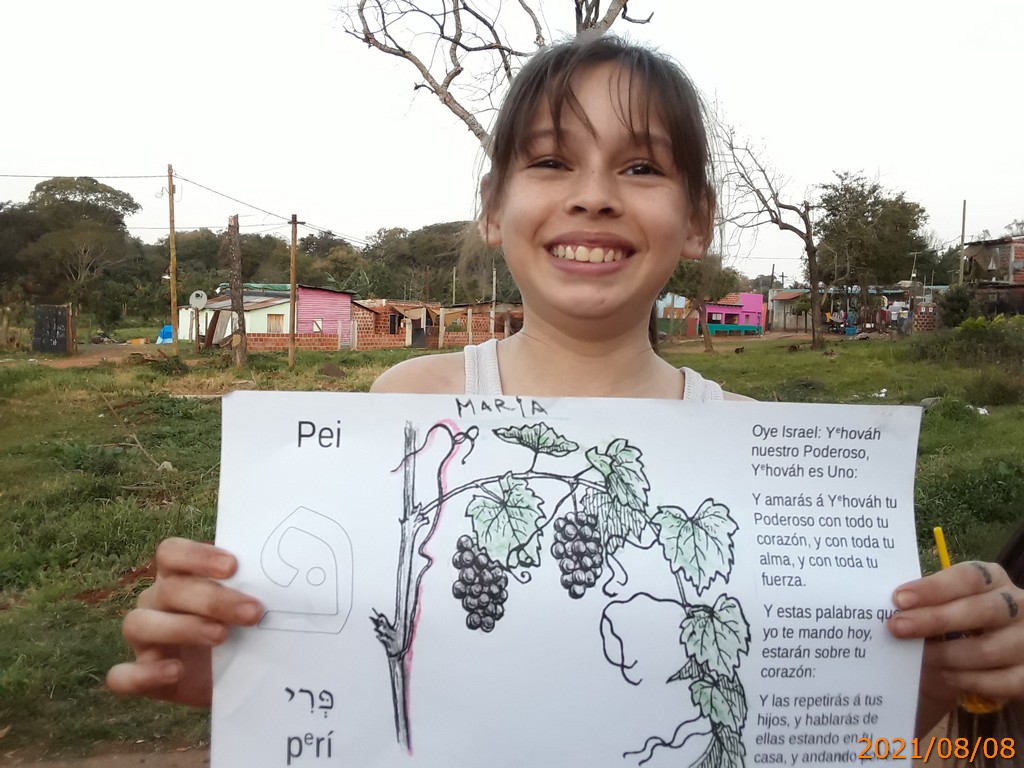 MARIA
Pei
פְּרִי
pᵉrí
Oye Israel: Yᵉhováh
nuestro Poderoso,
Yᵉhováh es Uno:
Y amarás á Yᵉhováh tu
Poderoso con todo tu
corazón, y con toda tu
alma, y con toda tu
fuerza.
Y estas palabras que
yo te mando hoy,
estarán sobre tu
corazón:
Y las repetirás á tus
hijos, y hablarás de
ellas estando en tu
casa, y andando
2021/08/08